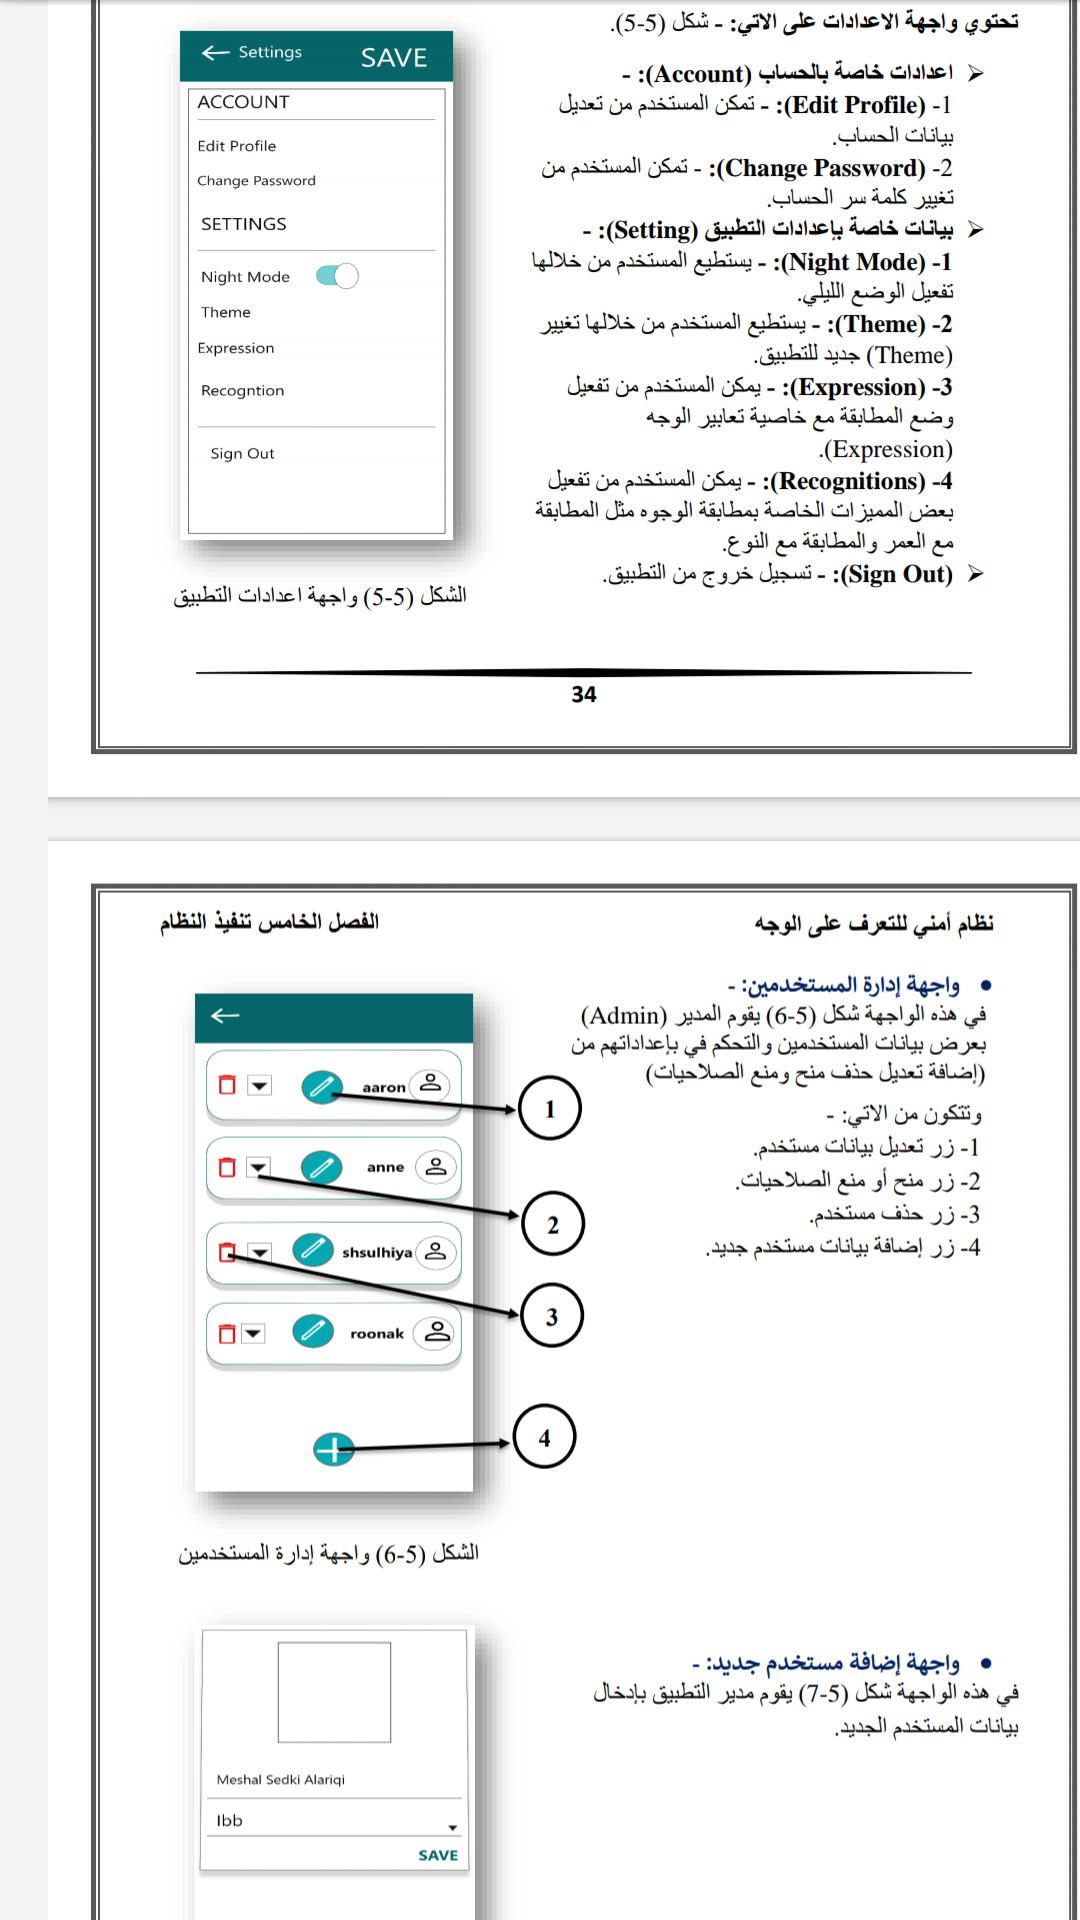 تحتوي واجهة الاعدادات على الاتي: - شكل (5-5).
➢ اعدادات خاصة بالحساب (Account): -
1- (Edit Profile): - تمكن المستخدم من تعديل
بيانات الحساب.
2- (Change Password): - تمكن المستخدم من
تغيير كلمة سر الحساب.
➢ بيانات خاصة بإعدادات التطبيق (Setting): -
1- (Night Mode): - يستطيع المستخدم من خلالها
تفعيل الوضع الليلي.
2- (Theme): - يستطيع المستخدم من خلالها تغيير
(Theme) جديد للتطبيق.
3- (Expression): - يمكن المستخدم من تفعيل
وضع المطابقة مع خاصية تعابير الوجه
(Expression).
4- (Recognitions): - يمكن المستخدم من تفعيل
بعض المميزات الخاصة بمطابقة الوجوه مثل المطابقة
مع العمر والمطابقة مع النوع.
➢ (Sign Out): - تسجيل خروج من التطبيق.
← Settings SAVE
ACCOUNT
Edit Profile
Change Password
SETTINGS
Night Mode
Theme
Expression
Recogntion
Sign Out
الشكل (5-5) واجهة اعدادات التطبيق
34
نظام أمني للتعرف على الوجه
الفصل الخامس تنفيذ النظام
• واجهة إدارة المستخدمين: -
في هذه الواجهة شكل (5-6) يقوم المدير (Admin)
بعرض بيانات المستخدمين والتحكم في بإعداداتهم من
(إضافة تعديل حذف منح ومنع الصلاحيات)
وتتكون من الاتي: -
1- زر تعديل بيانات مستخدم.
2- زر منح أو منع الصلاحيات.
3- زر حذف مستخدم.
4- زر إضافة بيانات مستخدم جديد.
aaron
1
anne
2
shsulhiya
3
roonak
4
الشكل (5-6) واجهة إدارة المستخدمين
• واجهة إضافة مستخدم جديد: -
في هذه الواجهة شكل (5-7) يقوم مدير التطبيق بإدخال
بيانات المستخدم الجديد.
Meshal Sedki Alariqi
Ibb
SAVE